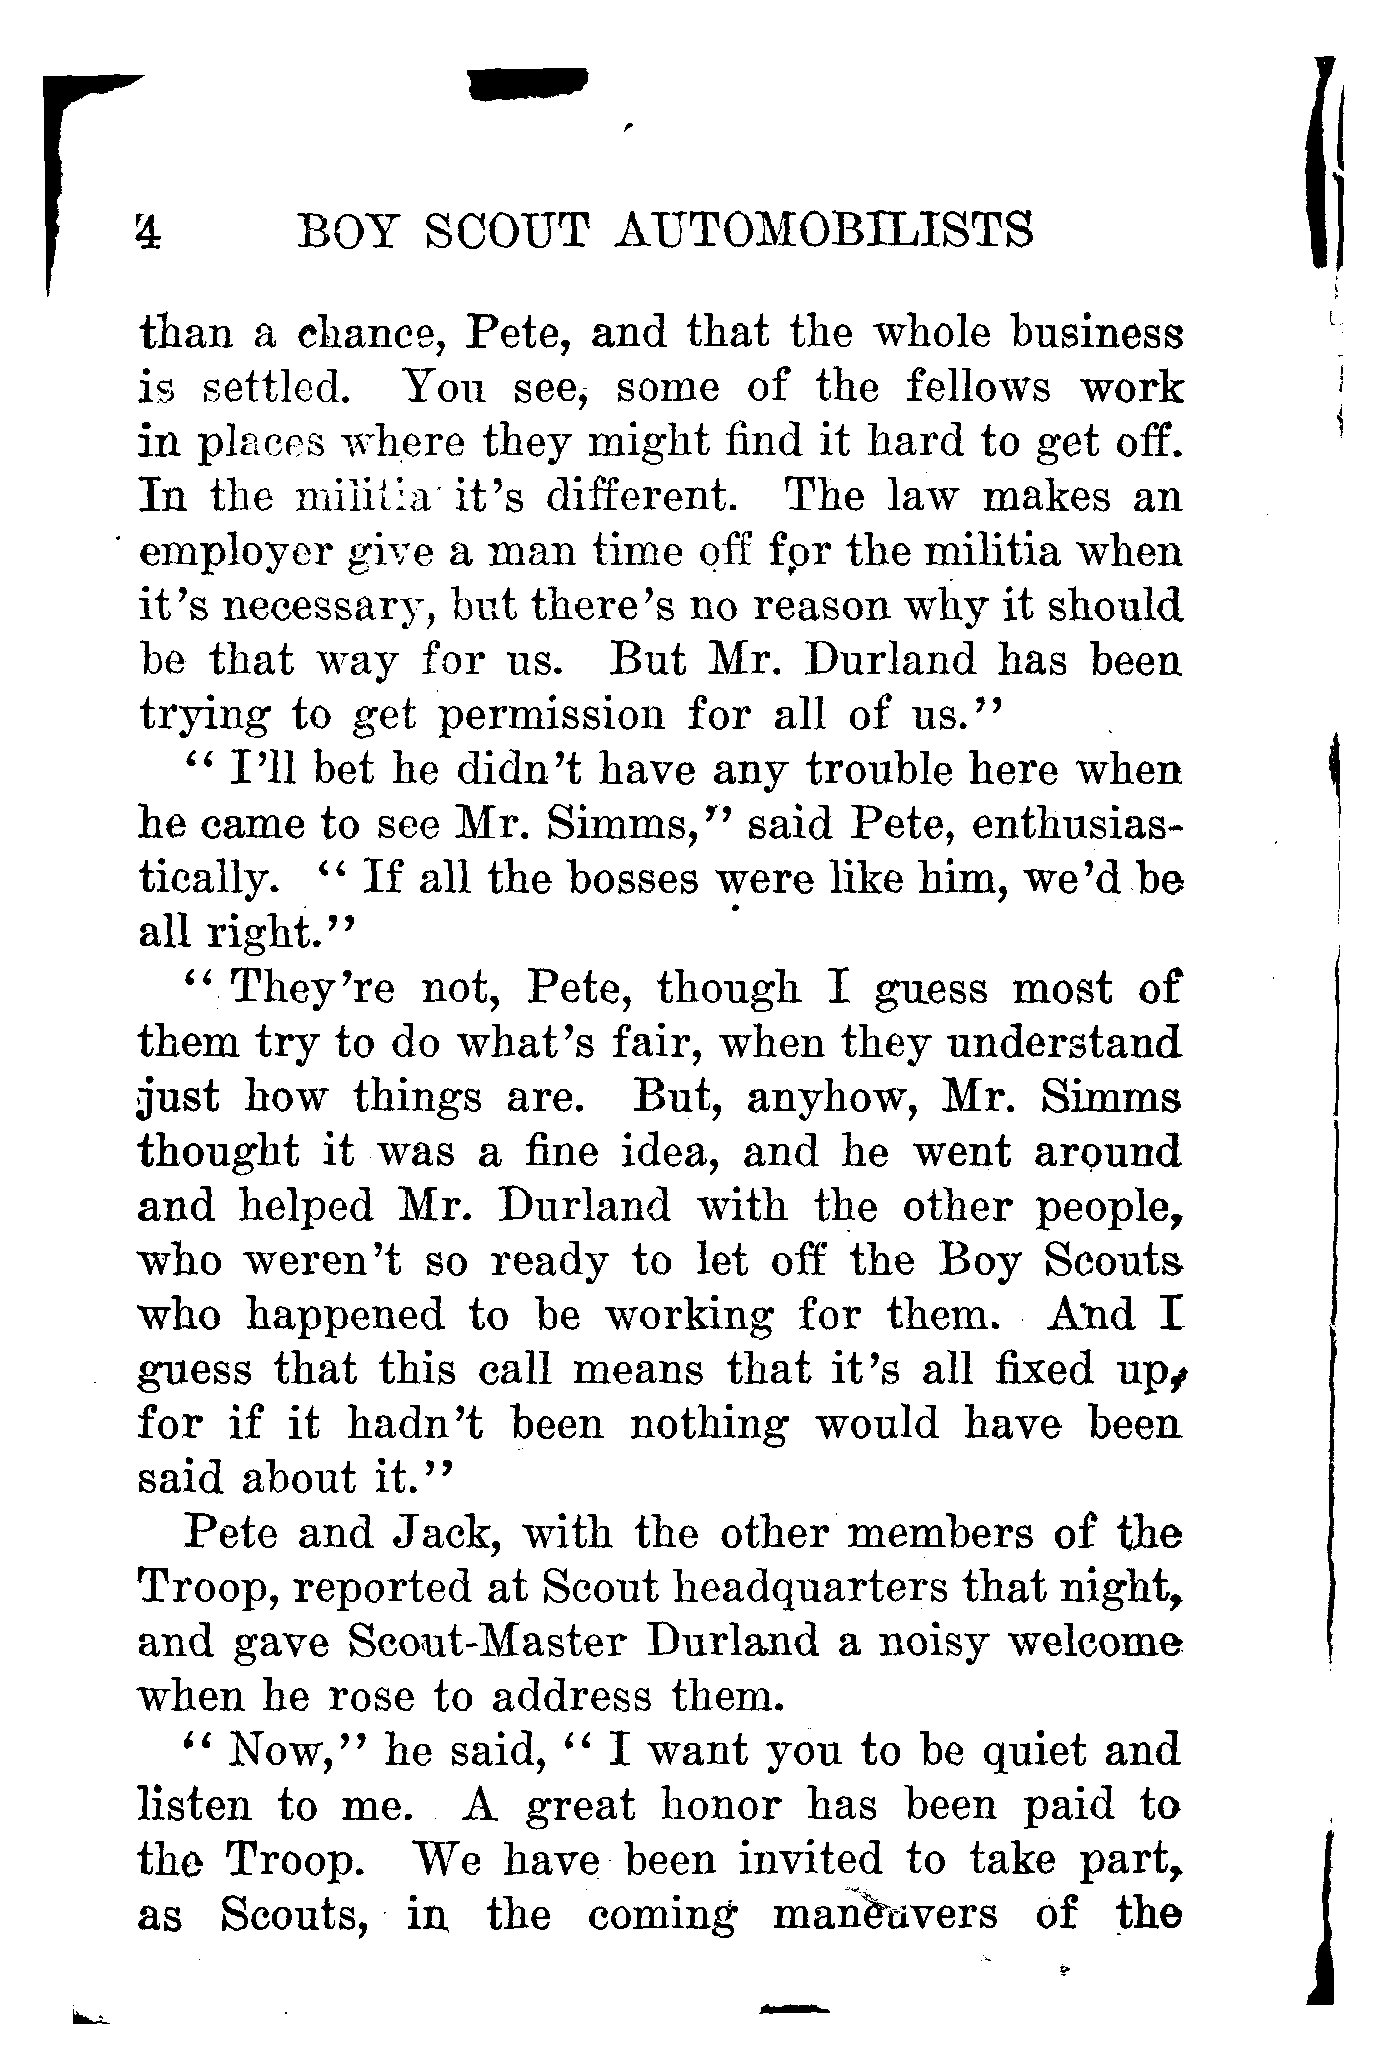 4 BOY SCOUT AUTOMOBILISTS
than a chance, Pete, and that the whole business
is settled. You see, some of the fellows work
in places where they might find it hard to get off.
In the militia it's different. The law makes an
employer give a man time off for the militia when
it's necessary, but there's no reason why it should
be that way for us. But Mr. Durland has been
trying to get permission for all of us."
" I'll bet he didn't have any trouble here when
he came to see Mr. Simms," said Pete, enthusias-
tically. " If all the bosses were like him, we'd be
all right."
" They're not, Pete, though I guess most of
them try to do what's fair, when they understand
just how things are. But, anyhow, Mr. Simms
thought it was a fine idea, and he went around
and helped Mr. Durland with the other people,
who weren't so ready to let off the Boy Scouts
who happened to be working for them. And I
guess that this call means that it's all fixed up,
for if it hadn't been nothing would have been
said about it."
Pete and Jack, with the other members of the
Troop, reported at Scout headquarters that night,
and gave Scout-Master Durland a noisy welcome
when he rose to address them.
" Now," he said, " I want you to be quiet and
listen to me. A great honor has been paid to
the Troop. We have been invited to take part,
as Scouts, in the coming maneuvers of the